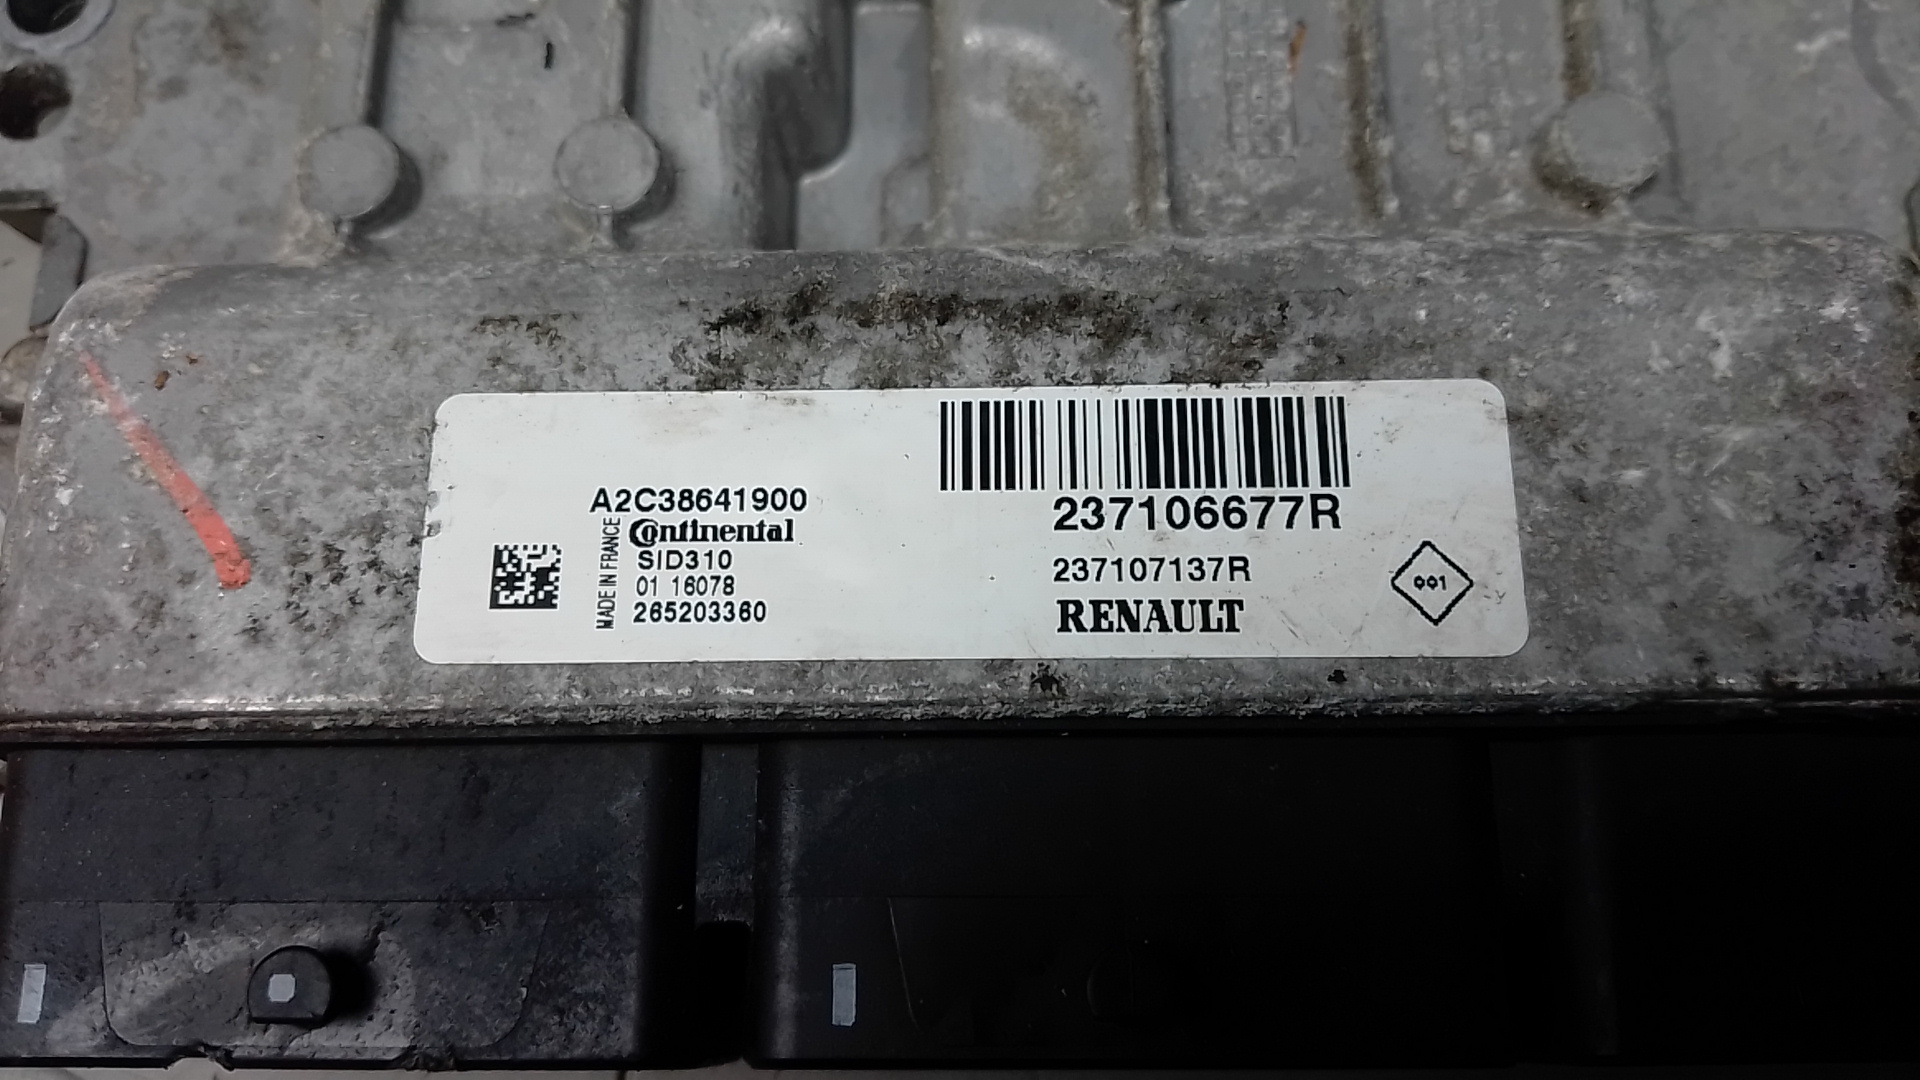 A2C38641900
MADE IN FRANCE
Continental
SID310
01 16078
265203360
237106677R
237107137R
RENAULT
001